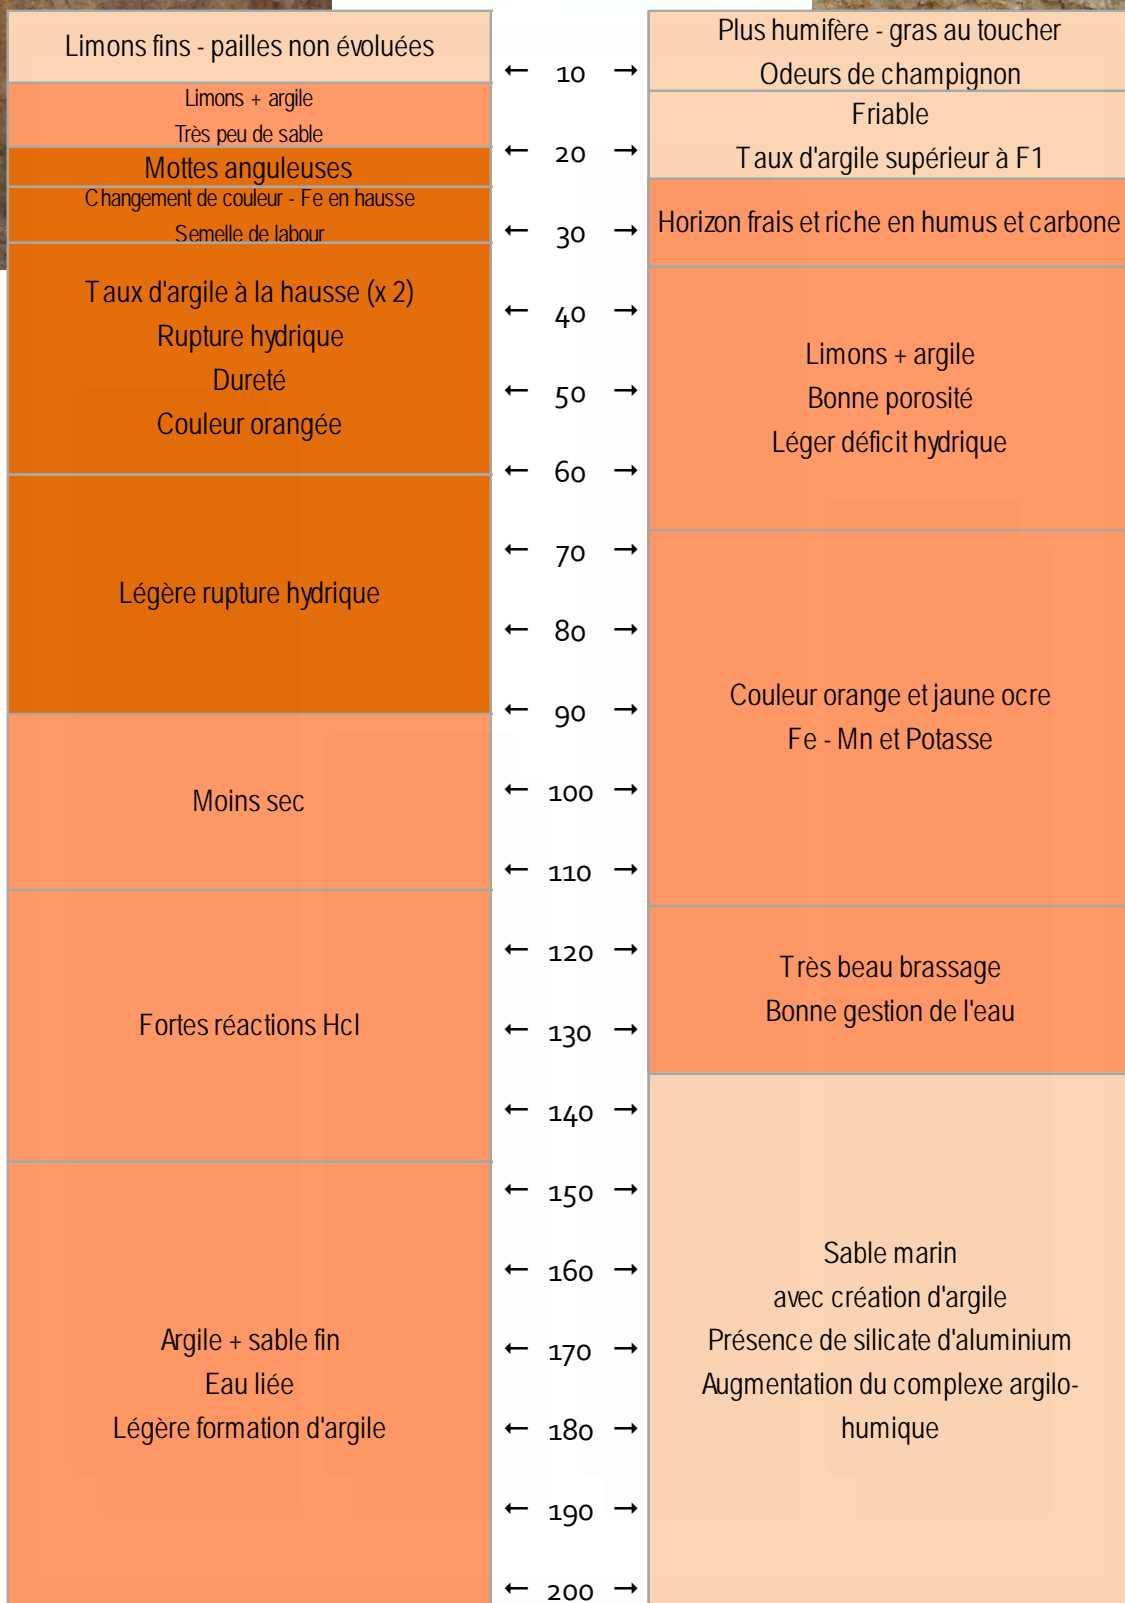 Limons fins - pailles non évoluées
Limons + argile
Très peu de sable
Mottes anguleuses
Changement de couleur - Fe en hausse
Semelle de labour
Taux d'argile à la hausse (x 2)
Rupture hydrique
Dureté
Couleur orangée
Légère rupture hydrique
Moins sec
Fortes réactions Hcl
Argile + sable fin
Eau liée
Légère formation d'argile
← 10 →
← 20 →
← 30 →
← 40 →
← 50 →
← 60 →
← 70 →
← 80 →
← 90 →
← 100 →
← 110 →
← 120 →
← 130 →
← 140 →
← 150 →
← 160 →
← 170 →
← 180 →
← 190 →
← 200 →
Plus humifère - gras au toucher
Odeurs de champignon
Friable
Taux d'argile supérieur à F1
Horizon frais et riche en humus et carbone
Limons + argile
Bonne porosité
Léger déficit hydrique
Couleur orange et jaune ocre
Fe - Mn et Potasse
Très beau brassage
Bonne gestion de l'eau
Sable marin
avec création d'argile
Présence de silicate d'aluminium
Augmentation du complexe argilo-
humique